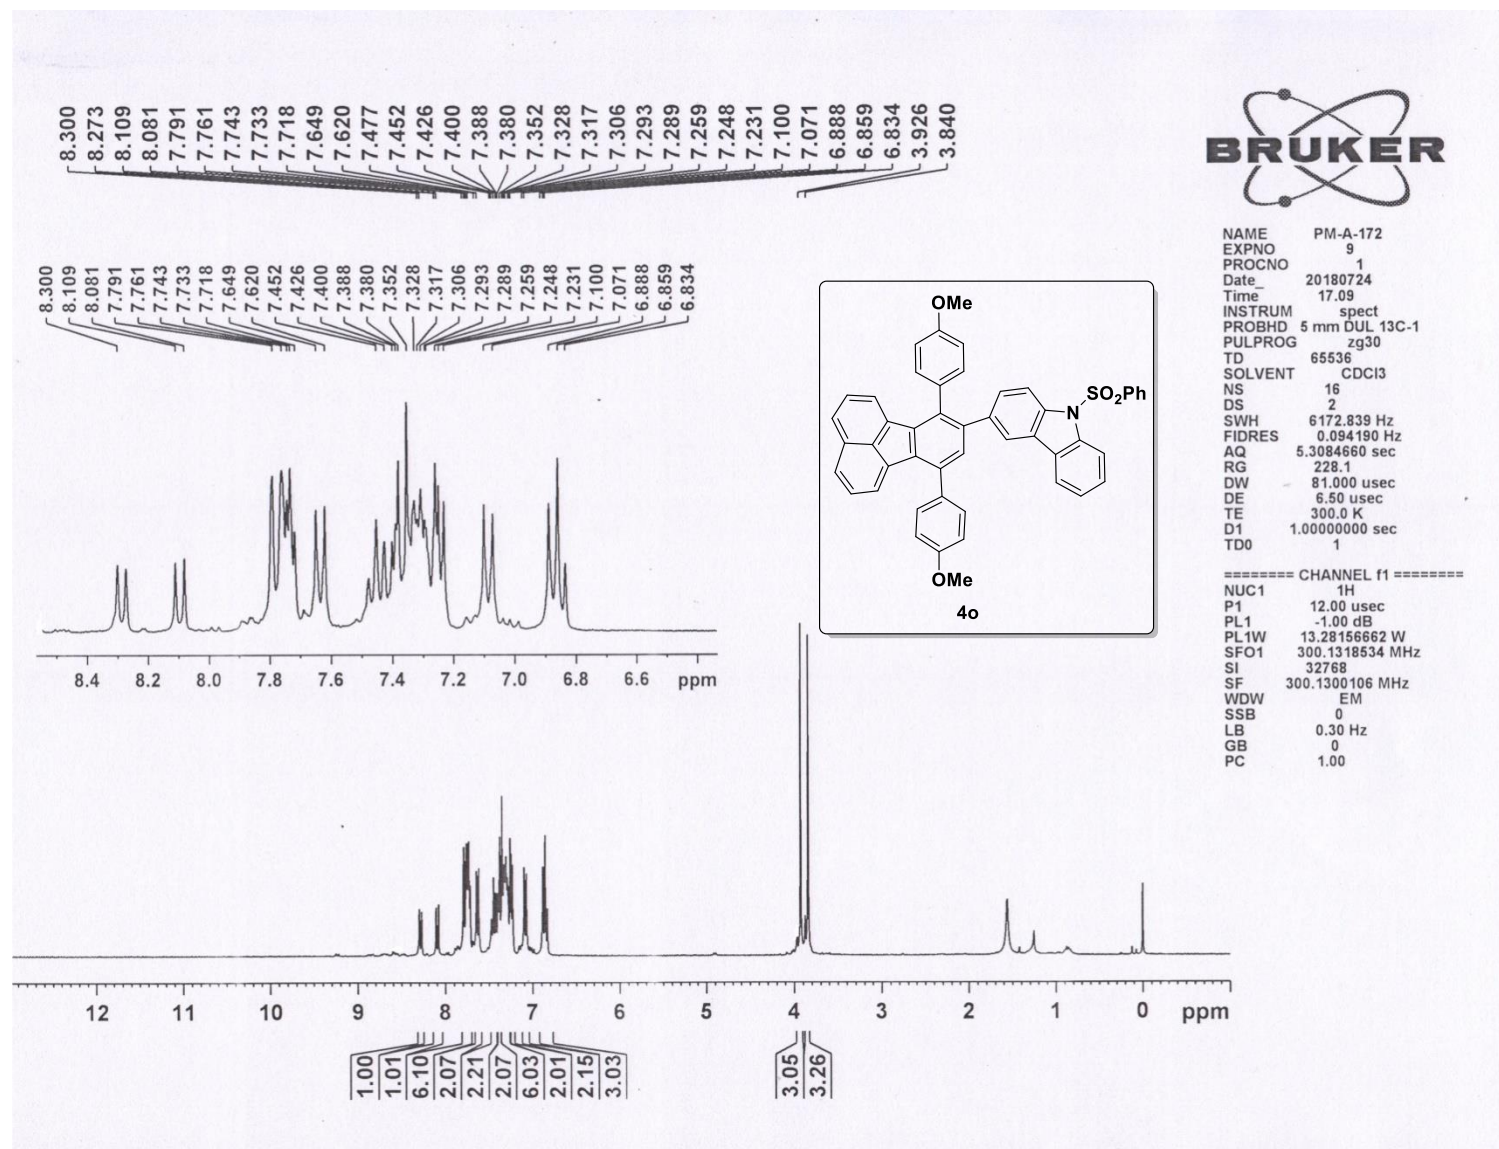 8.300
8.273
8.109
8.081
7.791
7.761
7.743
7.733
7.718
7.649
7.620
7.477
7.452
7.426
7.400
7.388
7.380
7.352
7.328
7.317
7.306
7.293
7.289
7.259
7.248
7.231
7.100
7.071
6.888
6.859
6.834
3.926
3.840
BRUKER
8.300
8.109
8.081
7.791
7.761
7.743
7.733
7.718
7.649
7.620
7.452
7.426
7.400
7.388
7.380
7.352
7.328
7.317
7.306
7.293
7.289
7.259
7.248
7.231
7.100
7.071
6.888
6.859
6.834
NAME PM-A-172
EXPNO 9
PROCNO 1
Date_ 20180724
Time 17.09
INSTRUM spect
PROBHD 5 mm DUL 13C-1
PULPROG zg30
TD 65536
SOLVENT CDCl3
NS 16
DS 2
SWH 6172.839 Hz
FIDRES 0.094190 Hz
AQ 5.3084660 sec
RG 228.1
DW 81.000 usec
DE 6.50 usec
TE 300.0 K
D1 1.00000000 sec
TD0 1
======== CHANNEL f1 ========
NUC1 1H
P1 12.00 usec
PL1 -1.00 dB
PL1W 13.28156662 W
SFO1 300.1318534 MHz
SI 32768
SF 300.1300106 MHz
WDW EM
SSB 0
LB 0.30 Hz
GB 0
PC 1.00
OMe
SO2Ph
N
OMe
4o
8.4 8.2 8.0 7.8 7.6 7.4 7.2 7.0 6.8 6.6 ppm
12 11 10 9 8 7 6 5 4 3 2 1 0 ppm
1.00
1.01
6.10
2.07
2.21
2.07
6.03
2.01
2.15
3.03
3.05
3.26